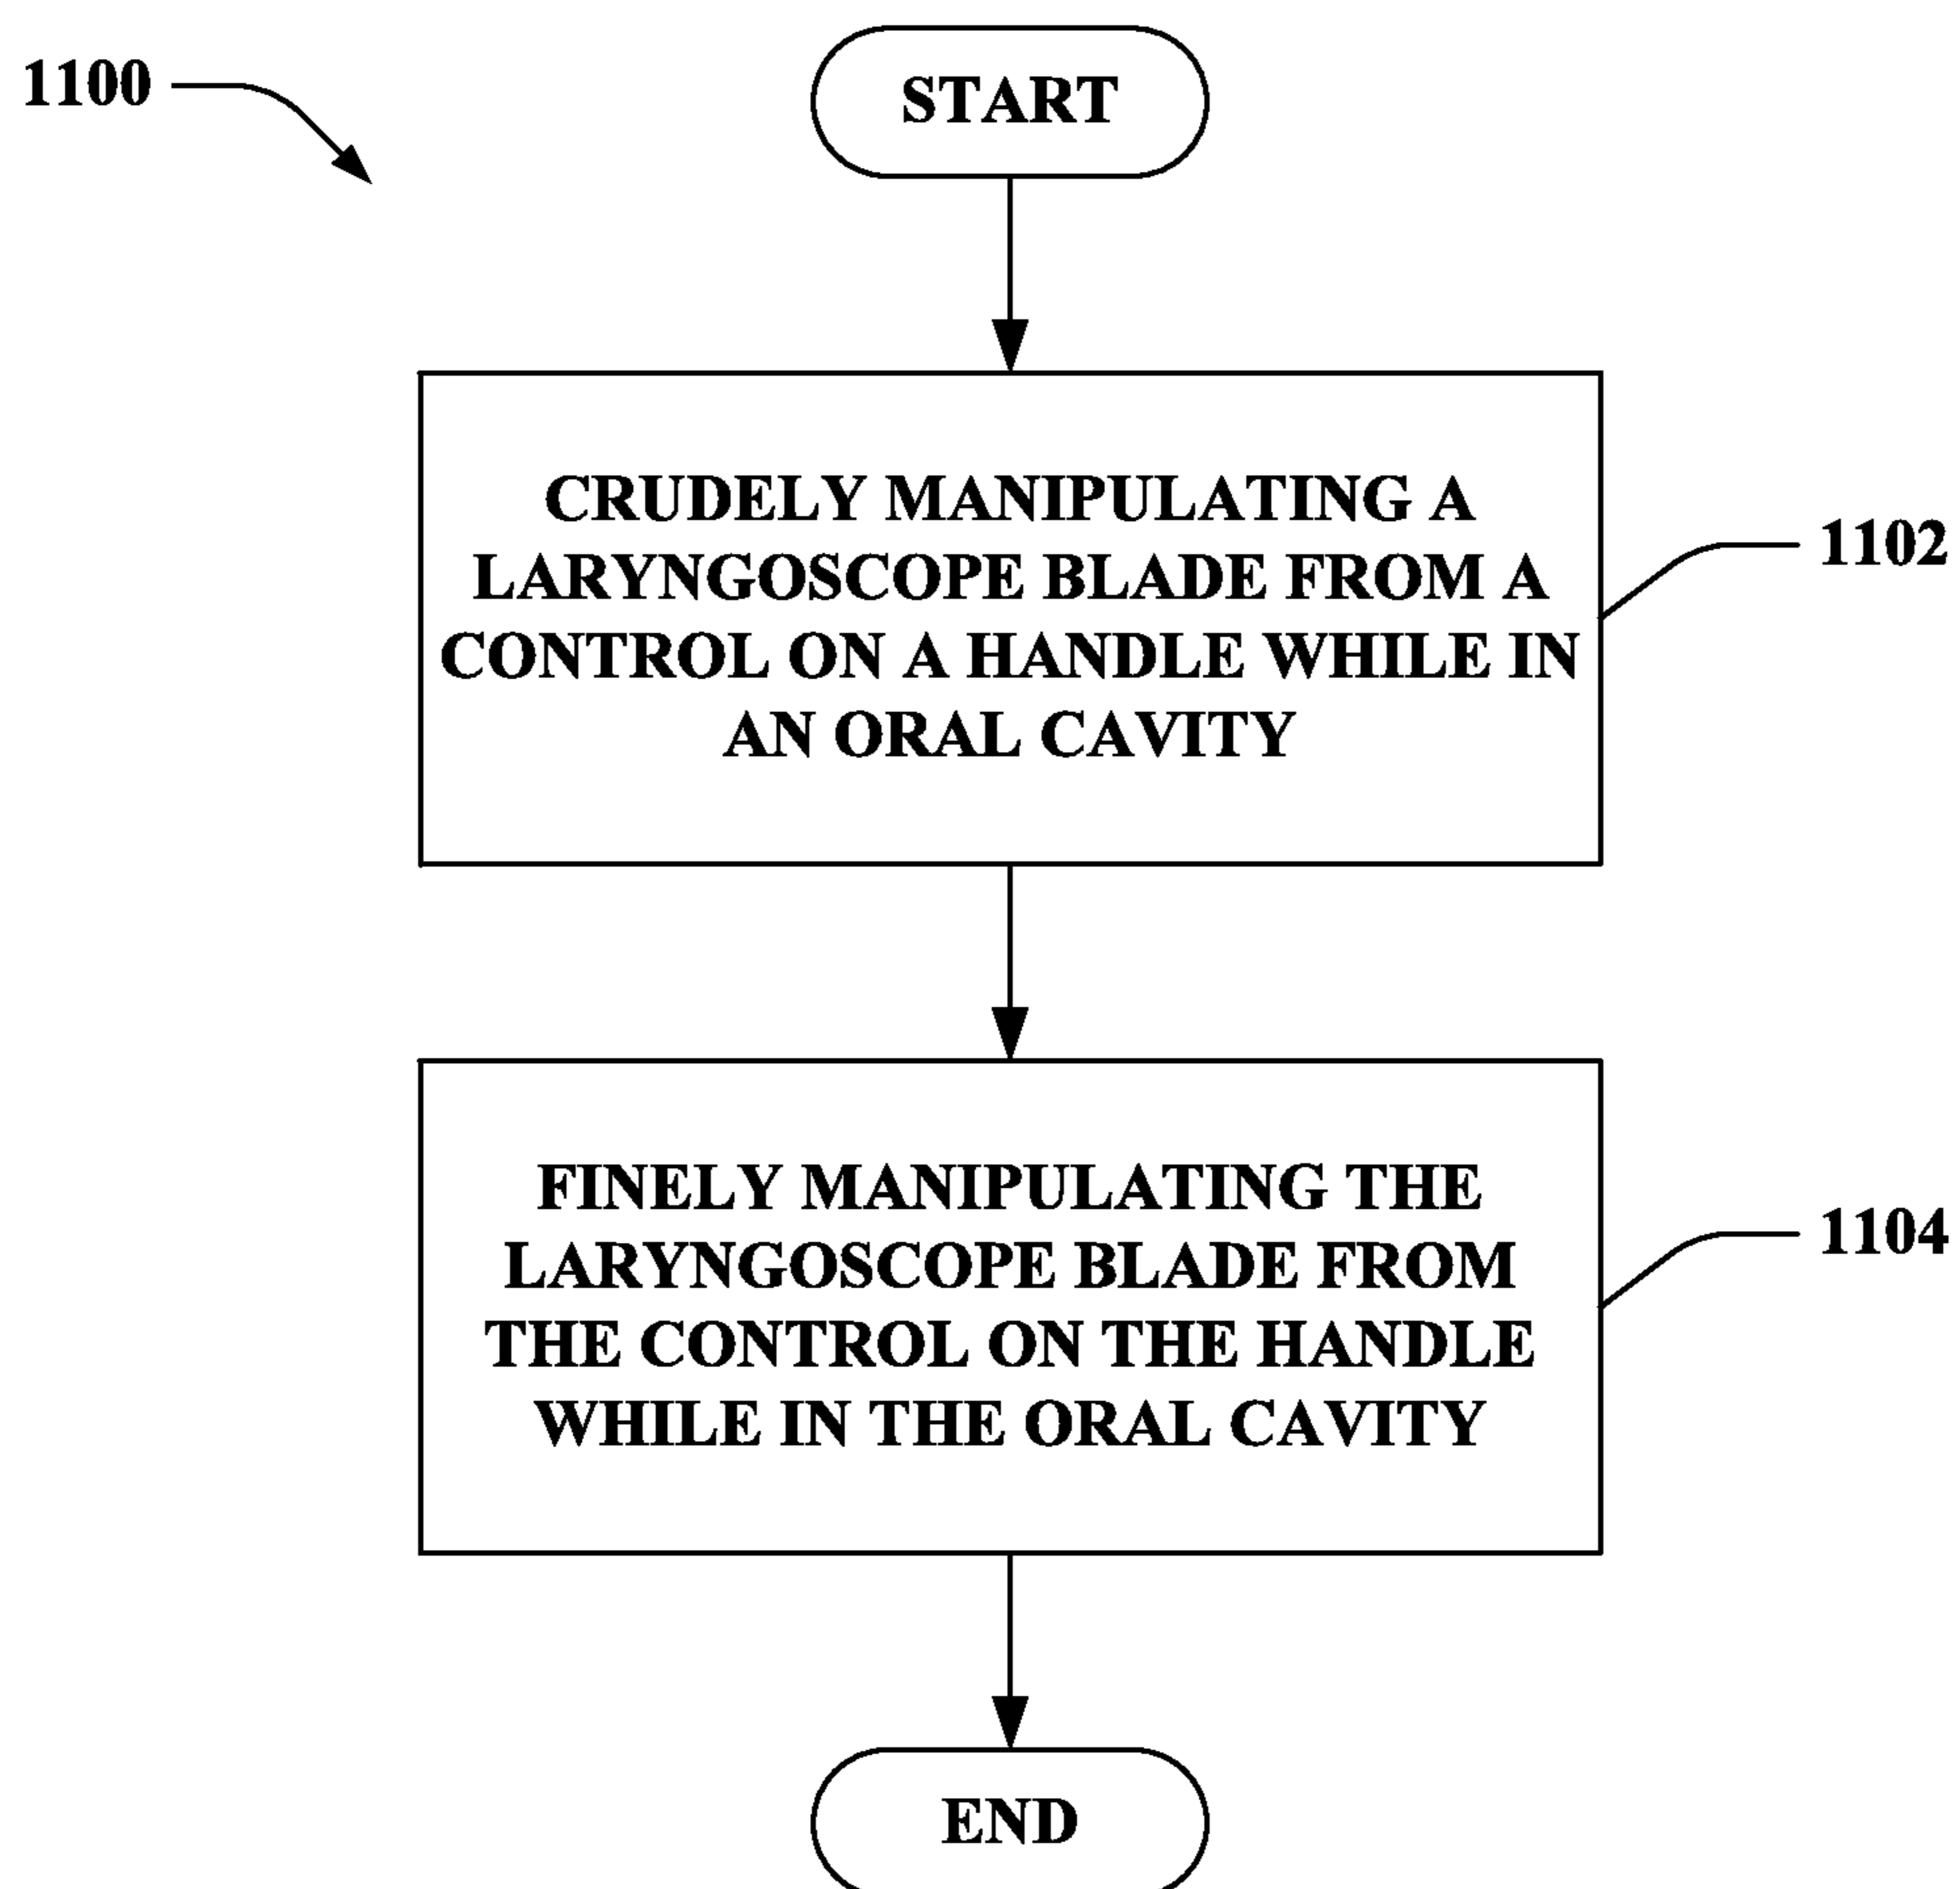 1100
START
CRUDELY MANIPULATING A
LARYNGOSCOPE BLADE FROM A
CONTROL ON A HANDLE WHILE IN
AN ORAL CAVITY
1102
FINELY MANIPULATING THE
LARYNGOSCOPE BLADE FROM
THE CONTROL ON THE HANDLE
WHILE IN THE ORAL CAVITY
1104
END